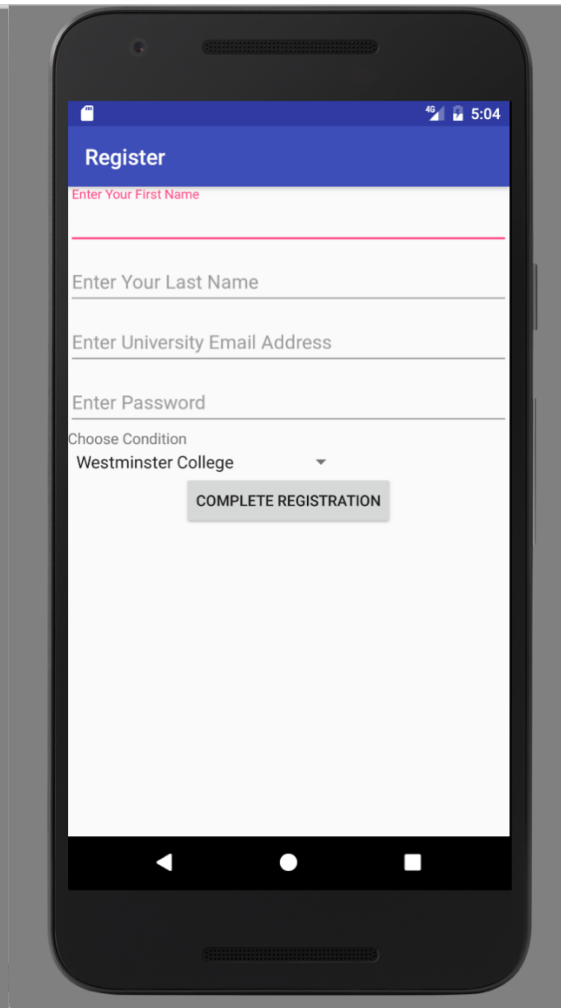 4G 5:04
Register
Enter Your First Name
Enter Your Last Name
Enter University Email Address
Enter Password
Choose Condition
Westminster College
COMPLETE REGISTRATION